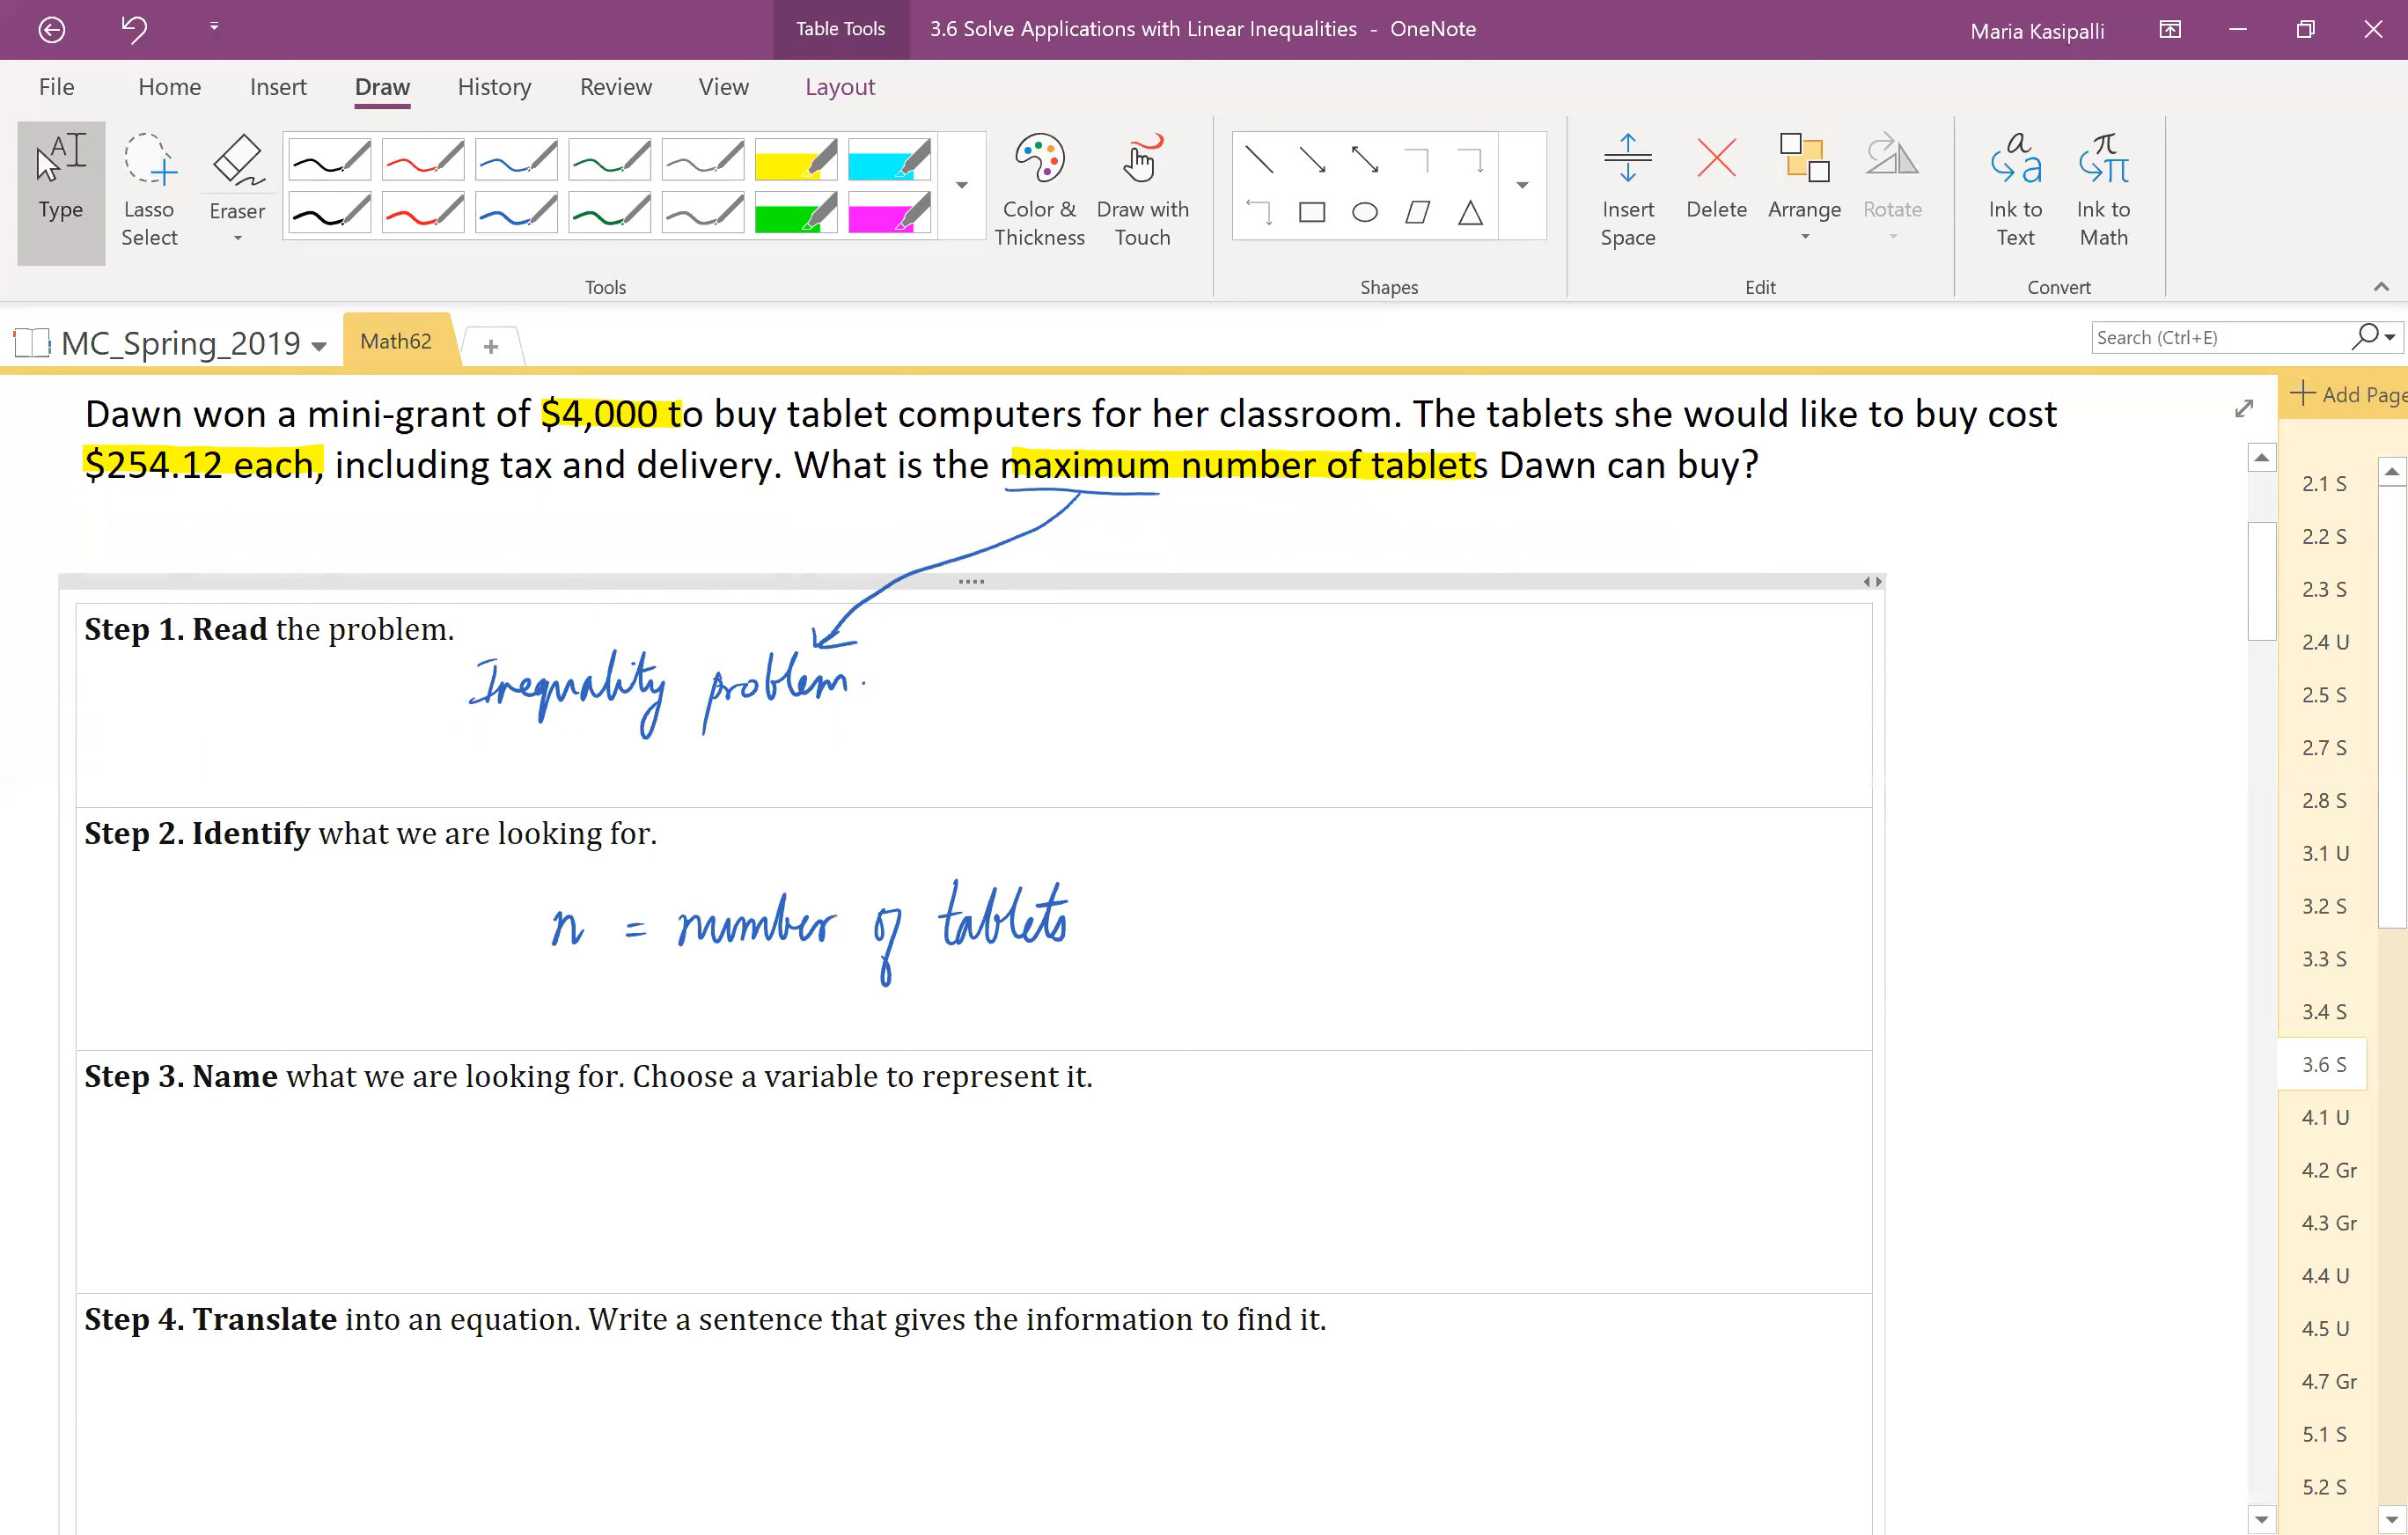 Table Tools
3.6 Solve Applications with Linear Inequalities - OneNote
Maria Kasipalli
File Home Insert Draw History Review View Layout
Type
Lasso Select
Eraser
Color & Thickness
Draw with Touch
Insert Space
Delete
Arrange
Rotate
Ink to Text
Ink to Math
Tools
Shapes
Edit
Convert
MC_Spring_2019
Math62
Search (Ctrl+E)
Add Page
Dawn won a mini-grant of $4,000 to buy tablet computers for her classroom. The tablets she would like to buy cost
$254.12 each, including tax and delivery. What is the maximum number of tablets Dawn can buy?
Step 1. Read the problem.
Inequality problem.
Step 2. Identify what we are looking for.
n = number of tablets
Step 3. Name what we are looking for. Choose a variable to represent it.
Step 4. Translate into an equation. Write a sentence that gives the information to find it.
2.1 S
2.2 S
2.3 S
2.4 U
2.5 S
2.7 S
2.8 S
3.1 U
3.2 S
3.3 S
3.4 S
3.6 S
4.1 U
4.2 Gr
4.3 Gr
4.4 U
4.5 U
4.7 Gr
5.1 S
5.2 S